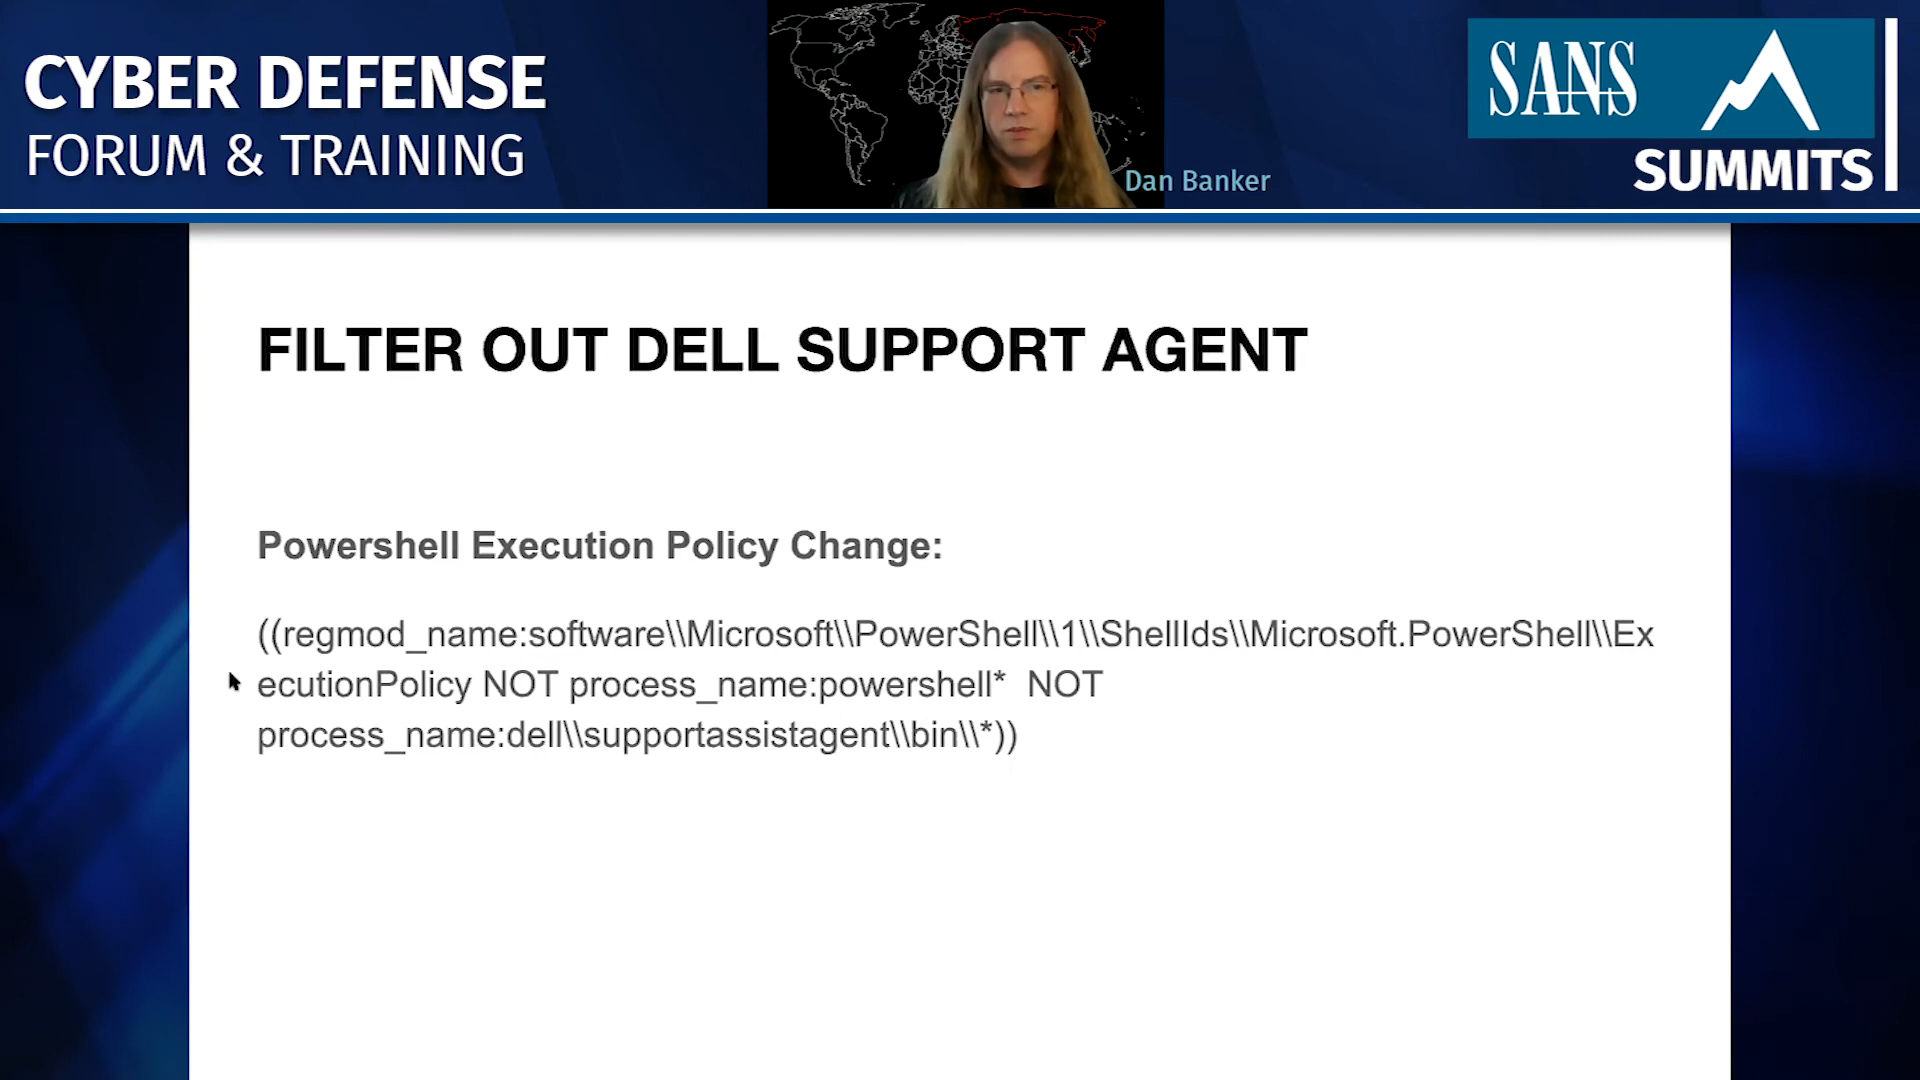 CYBER DEFENSE
FORUM & TRAINING
Dan Banker
SANS
SUMMITS
FILTER OUT DELL SUPPORT AGENT
Powershell Execution Policy Change:
((regmod_name:software\\Microsoft\\PowerShell\\1\\ShellIds\\Microsoft.PowerShell\\Ex
ecutionPolicy NOT process_name:powershell*  NOT
process_name:dell\\supportassistagent\\bin\\*))